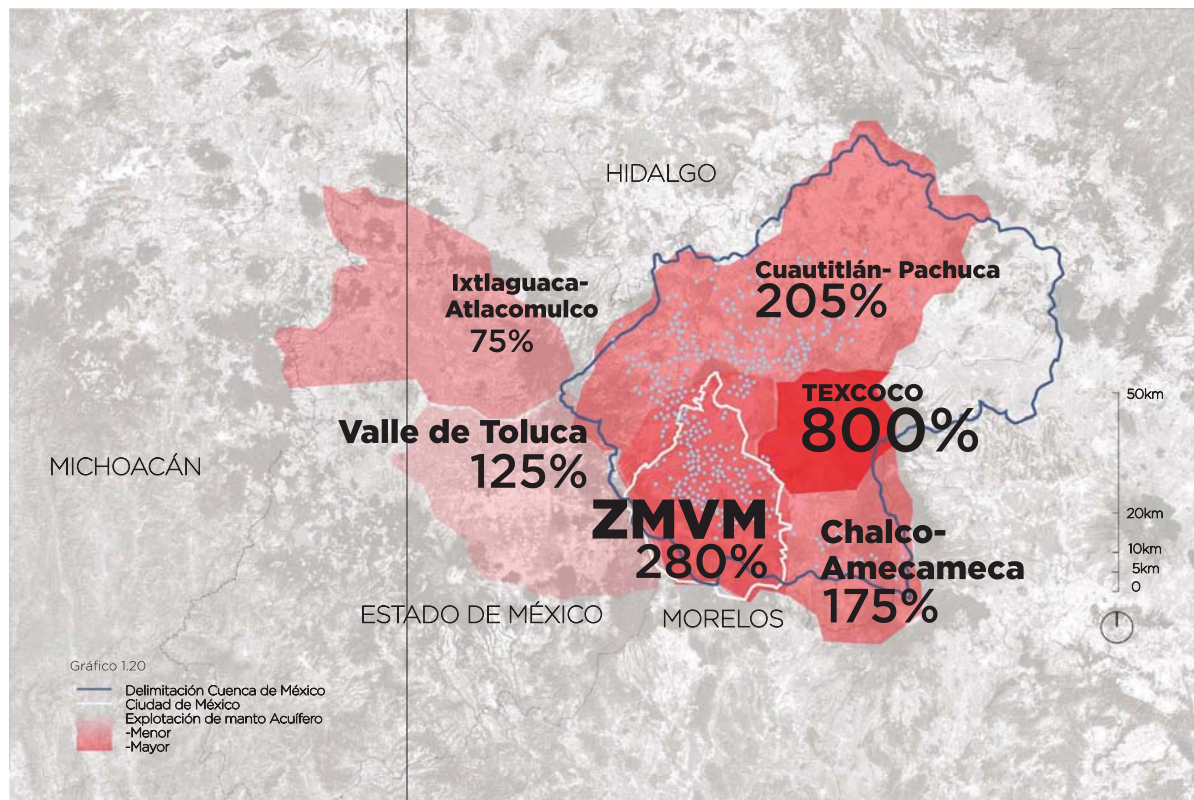 HIDALGO
Ixtlaguaca-
Atlacomulco
75%
Cuautitlán- Pachuca
205%
TEXCOCO
800%
Valle de Toluca
125%
MICHOACÁN
ZMVM
280%
Chalco-
Amecameca
175%
ESTADO DE MÉXICO
MORELOS
50km
20km
10km
5km
0
Gráfico 1.20
Delimitación Cuenca de México
Ciudad de México
Explotación de manto Acuífero
-Menor
-Mayor